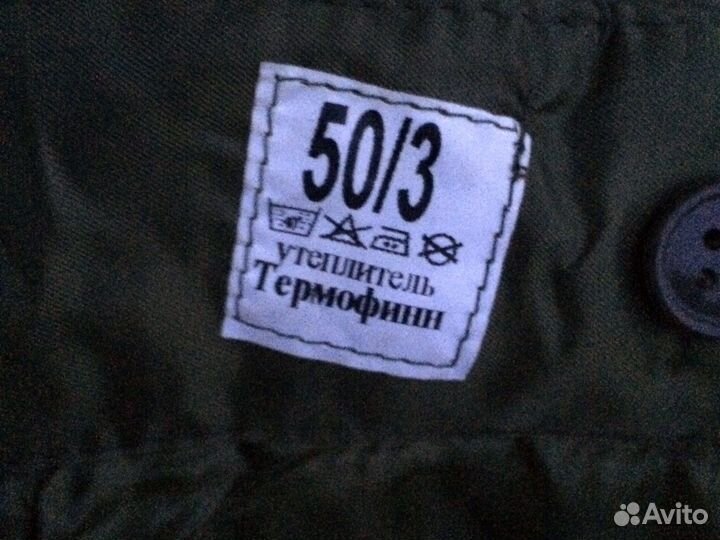 50/3
утеплитель
Термофинн
Avito